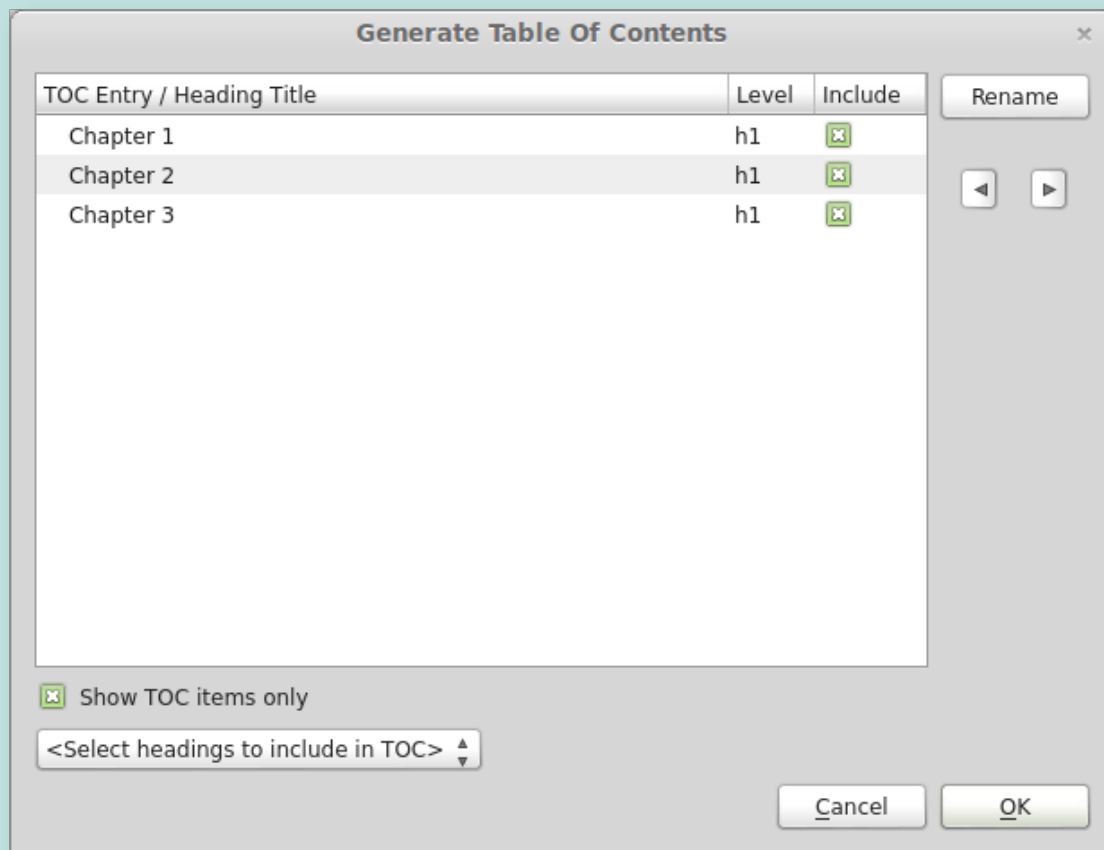 Generate Table Of Contents
TOC Entry / Heading Title Level Include
Rename
Chapter 1 h1
Chapter 2 h1
Chapter 3 h1
Show TOC items only
<Select headings to include in TOC>
Cancel OK